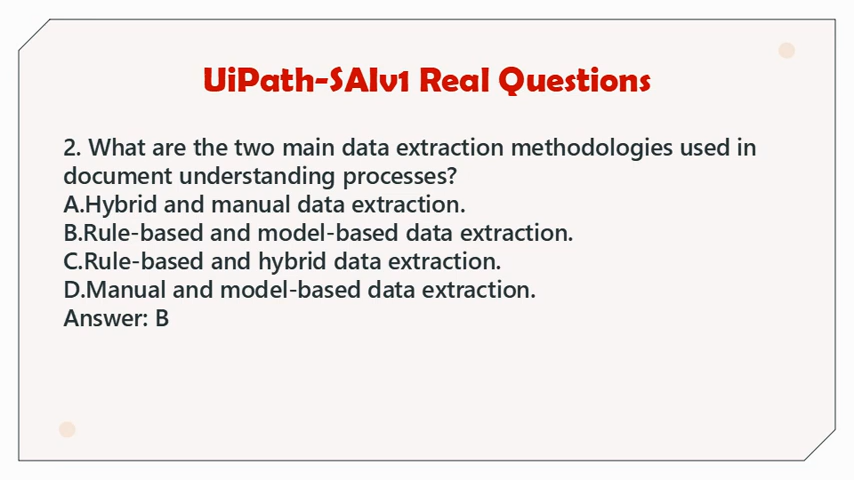 UiPath-SAIv1 Real Questions
2. What are the two main data extraction methodologies used in
document understanding processes?
A.Hybrid and manual data extraction.
B.Rule-based and model-based data extraction.
C.Rule-based and hybrid data extraction.
D.Manual and model-based data extraction.
Answer: B